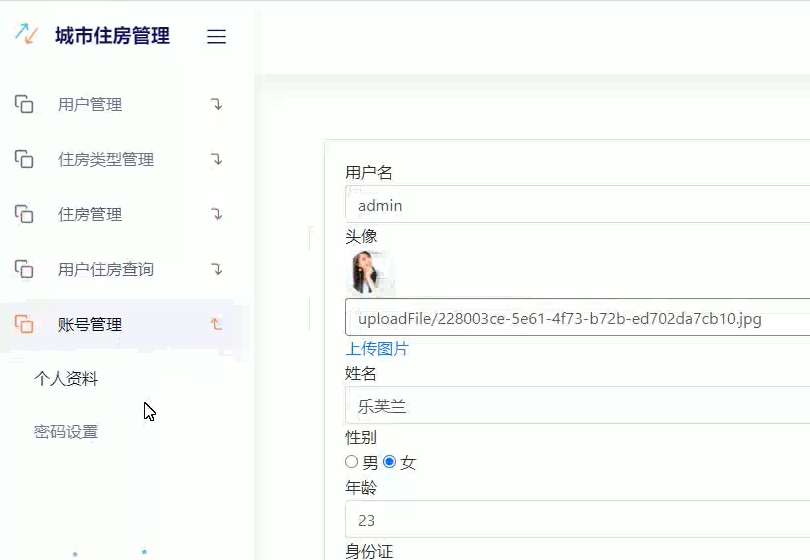 城市住房管理
用户管理
住房类型管理
住房管理
用户住房查询
账号管理
个人资料
密码设置
用户名
admin
头像
uploadFile/228003ce-5e61-4f73-b72b-ed702da7cb10.jpg
上传图片
姓名
乐芙兰
性别
男 女
年龄
23
身份证